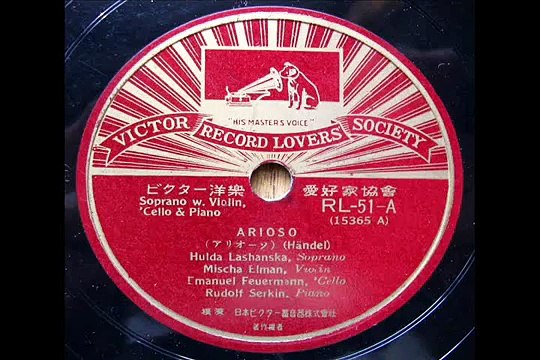 "HIS MASTER'S VOICE"
VICTOR RECORD LOVERS SOCIETY
ビクター洋樂 愛好家協會
Soprano w. Violin,
'Cello & Piano
RL-51-A
(15365 A)
ARIOSO
(アリオーソ) (Händel)
Hulda Lashanska, Soprano
Mischa Elman, Violin
Emanuel Feuermann, 'Cello
Rudolf Serkin, Piano
橫濱 日本ビクター蓄音器株式會社